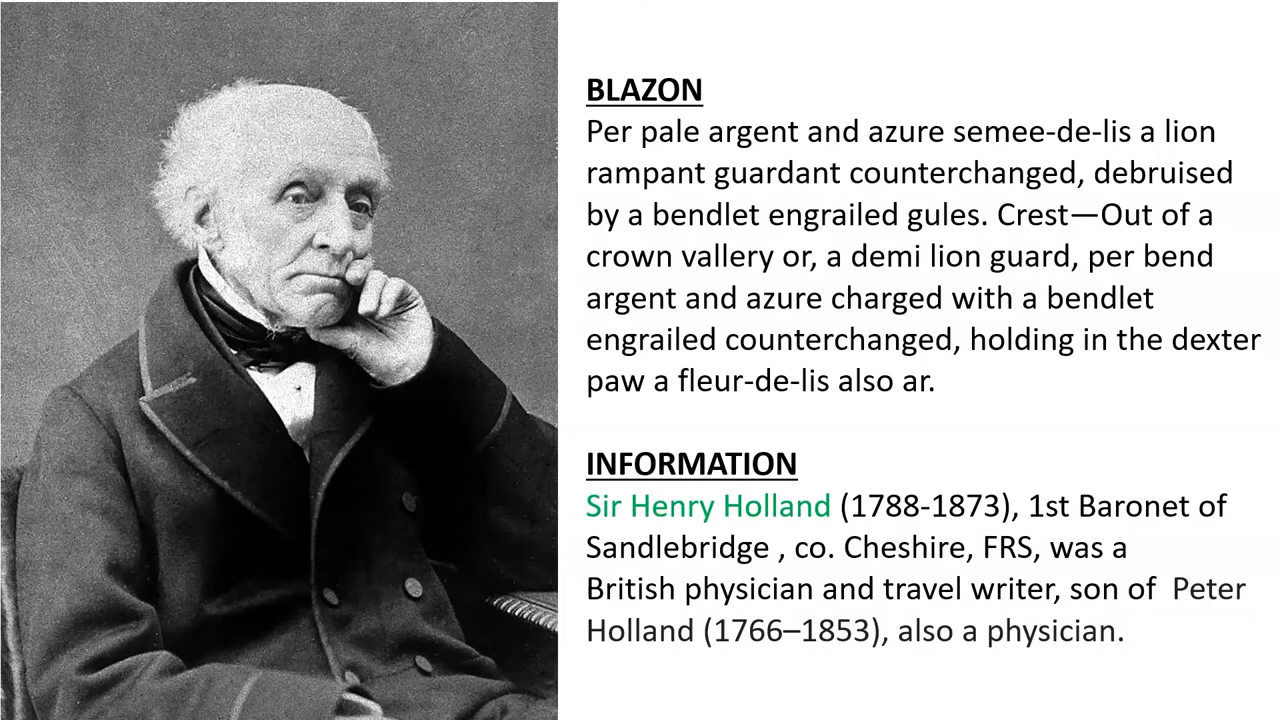 BLAZON
Per pale argent and azure semee-de-lis a lion
rampant guardant counterchanged, debruised
by a bendlet engrailed gules. Crest—Out of a
crown vallery or, a demi lion guard, per bend
argent and azure charged with a bendlet
engrailed counterchanged, holding in the dexter
paw a fleur-de-lis also ar.
INFORMATION
Sir Henry Holland (1788-1873), 1st Baronet of
Sandlebridge , co. Cheshire, FRS, was a
British physician and travel writer, son of  Peter
Holland (1766–1853), also a physician.